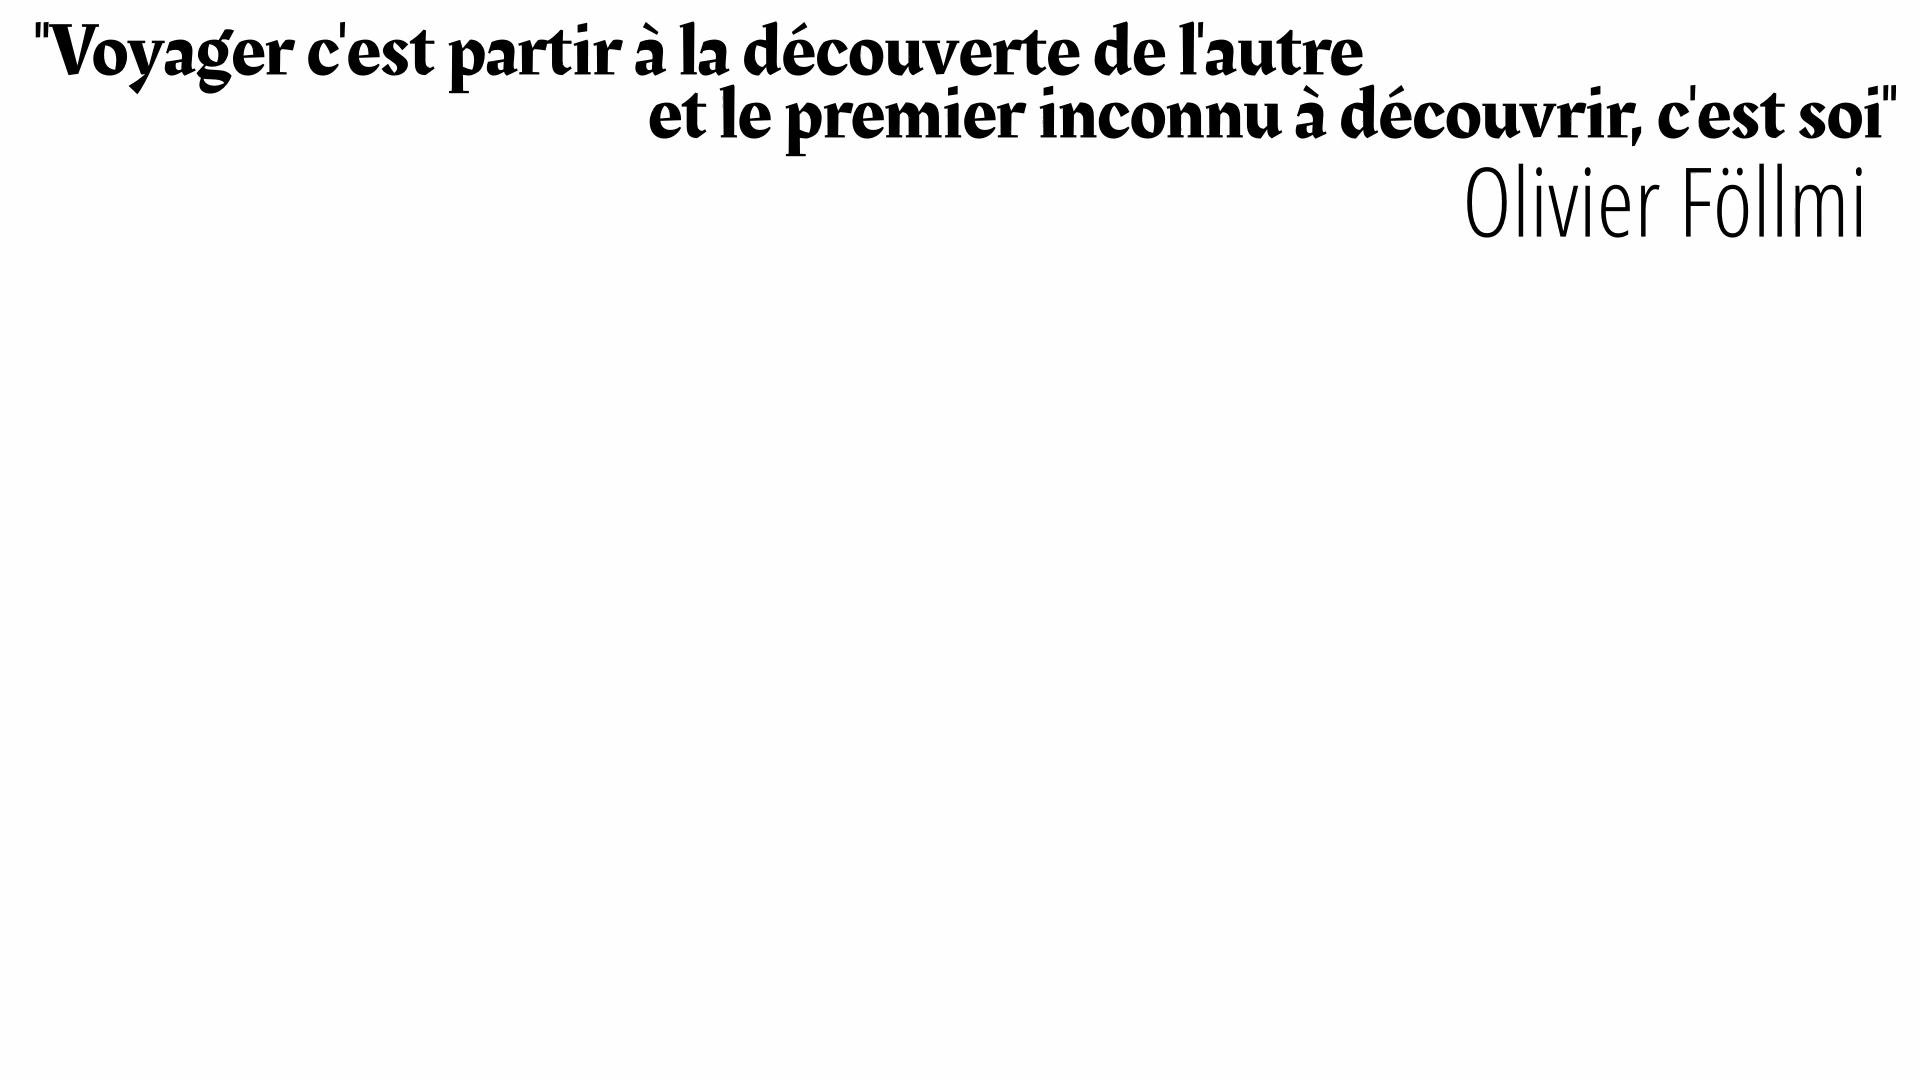 "Voyager c'est partir à la découverte de l'autre
et le premier inconnu à découvrir, c'est soi"
Olivier Föllmi